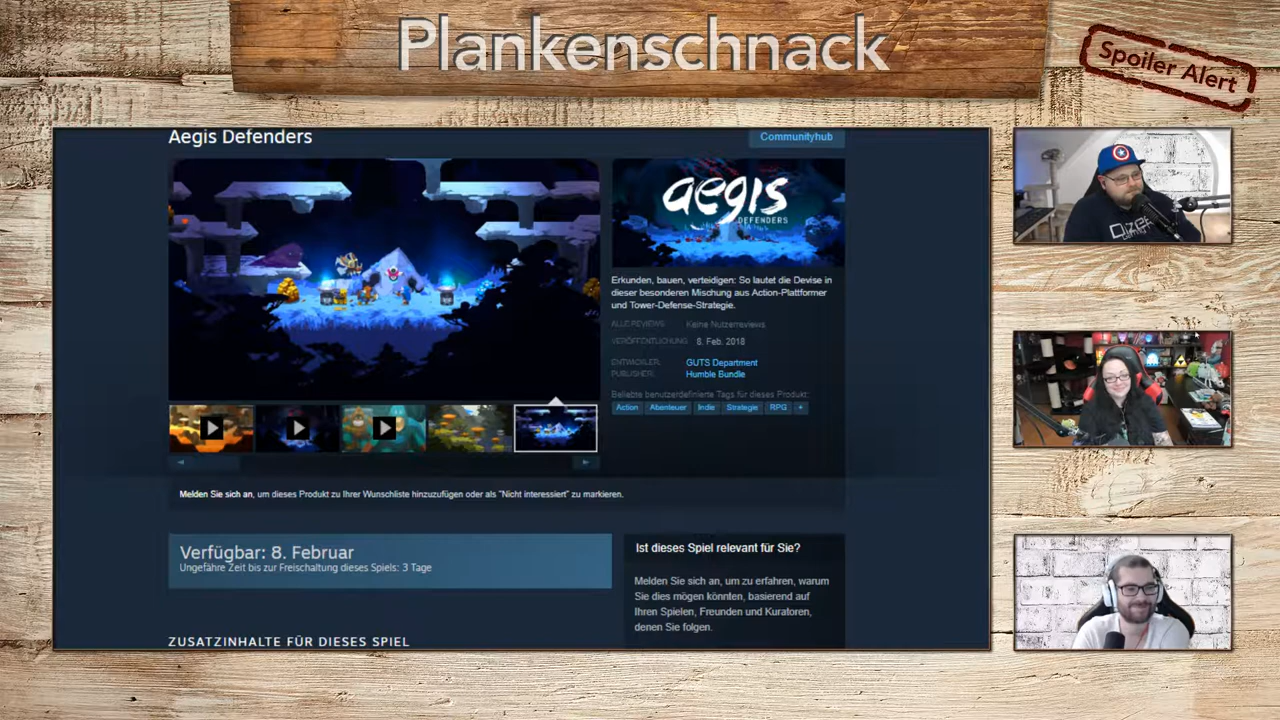 Plankenschnack
Spoiler Alert
Aegis Defenders
Communityhub
aegis
DEFENDERS
Erkunden, bauen, verteidigen: So lautet die Devise in
dieser besonderen Mischung aus Action-Plattformer
und Tower-Defense-Strategie.
ALLE REVIEWS: Keine Nutzerreviews
VERÖFFENTLICHUNG: 8. Feb. 2018
ENTWICKLER: GUTS Department
PUBLISHER: Humble Bundle
Beliebte benutzerdefinierte Tags für dieses Produkt:
Action Abenteuer Indie Strategie RPG +
Melden Sie sich an, um dieses Produkt zu Ihrer Wunschliste hinzuzufügen oder als "Nicht interessiert" zu markieren.
Verfügbar: 8. Februar
Ungefähre Zeit bis zur Freischaltung dieses Spiels: 3 Tage
Ist dieses Spiel relevant für Sie?
Melden Sie sich an, um zu erfahren, warum
Sie dies mögen könnten, basierend auf
Ihren Spielen, Freunden und Kuratoren,
denen Sie folgen.
ZUSATZINHALTE FÜR DIESES SPIEL